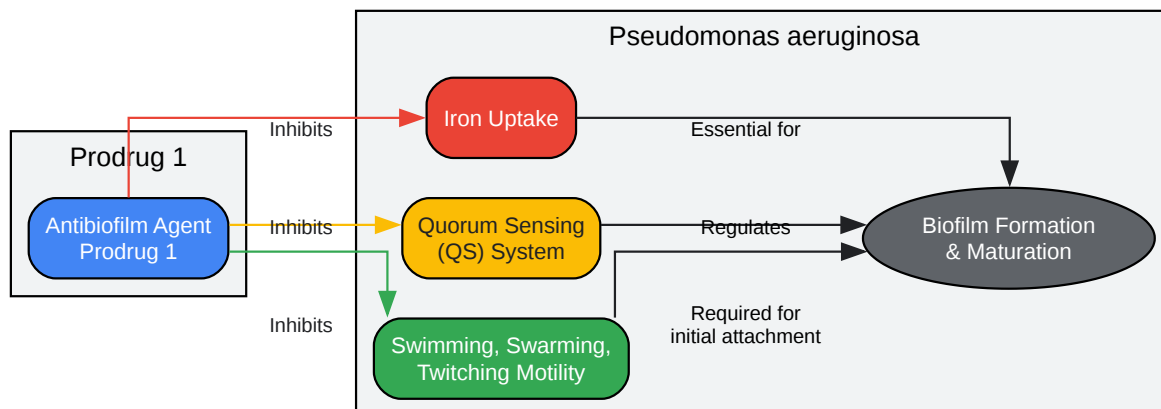 Pseudomonas aeruginosa
Prodrug 1
Antibiofilm Agent
Prodrug 1
Inhibits
Iron Uptake
Essential for
Inhibits
Quorum Sensing
(QS) System
Regulates
Biofilm Formation
& Maturation
Inhibits
Swimming, Swarming,
Twitching Motility
Required for
initial attachment